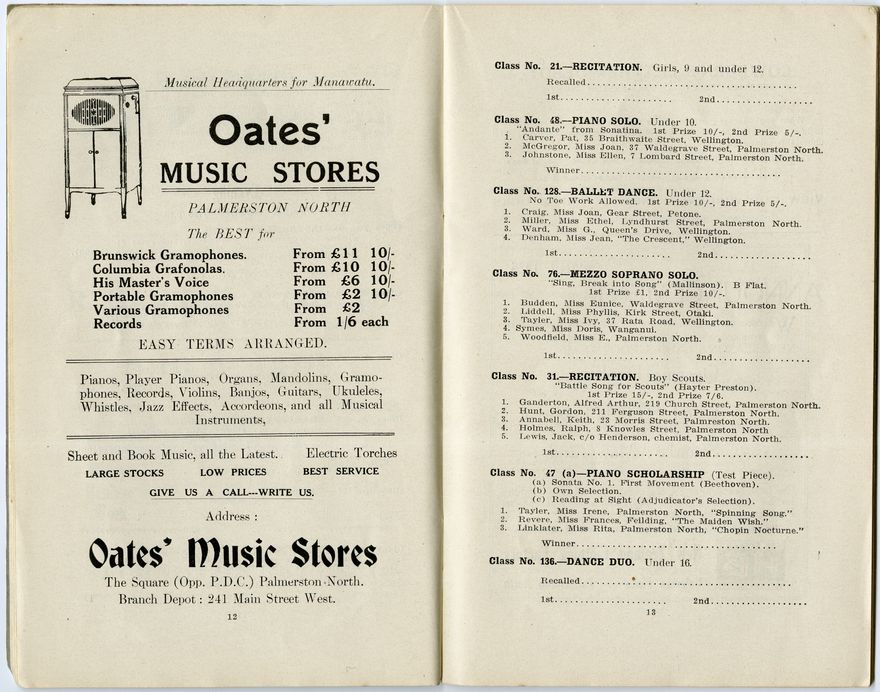 Musical Headquarters for Manawatu.
Oates'
MUSIC STORES
PALMERSTON NORTH
The BEST for
Brunswick Gramophones. From £11 10/-
Columbia Grafonolas. From £10 10/-
His Master's Voice From £6 10/-
Portable Gramophones From £2 10/-
Various Gramophones From £2
Records From 1/6 each
EASY TERMS ARRANGED.
Pianos, Player Pianos, Organs, Mandolins, Gramo-
phones, Records, Violins, Banjos, Guitars, Ukuleles,
Whistles, Jazz Effects, Accordeons, and all Musical
Instruments,
Sheet and Book Music, all the Latest. Electric Torches
LARGE STOCKS LOW PRICES BEST SERVICE
GIVE US A CALL---WRITE US.
Address :
Oates' Music Stores
The Square (Opp. P.D.C.) Palmerston North.
Branch Depot : 241 Main Street West.
12
Class No. 21.—RECITATION. Girls, 9 and under 12.
Recalled
1st. 2nd.
Class No. 48.—PIANO SOLO. Under 10.
"Andante" from Sonatina. 1st Prize 10/-, 2nd Prize 5/-.
1. Carver, Pat, 35 Braithwaite Street, Wellington.
2. McGregor, Miss Joan, 37 Waldegrave Street, Palmerston North.
3. Johnstone, Miss Ellen, 7 Lombard Street, Palmerston North.
Winner
Class No. 128.—BALLET DANCE. Under 12.
No Toe Work Allowed. 1st Prize 10/-, 2nd Prize 5/-.
1. Craig, Miss Joan, Gear Street, Petone.
2. Miller, Miss Ethel, Lyndhurst Street, Palmerston North.
3. Ward, Miss G., Queen's Drive, Wellington.
4. Denham, Miss Jean, "The Crescent," Wellington.
1st. 2nd.
Class No. 76.—MEZZO SOPRANO SOLO.
"Sing, Break into Song" (Mallinson). B Flat.
1st Prize £1, 2nd Prize 10/-.
1. Budden, Miss Eunice, Waldegrave Street, Palmerston North.
2. Liddell, Miss Phyllis, Kirk Street, Otaki.
3. Tayler, Miss Ivy, 37 Rata Road, Wellington.
4. Symes, Miss Doris, Wanganui.
5. Woodfield, Miss E., Palmerston North.
1st. 2nd.
Class No. 31.—RECITATION. Boy Scouts.
"Battle Song for Scouts" (Hayter Preston).
1st Prize 15/-, 2nd Prize 7/6.
1. Ganderton, Alfred Arthur, 219 Church Street, Palmerston North.
2. Hunt, Gordon, 211 Ferguson Street, Palmerston North.
3. Annabell, Keith, 23 Morris Street, Palmreston North.
4. Holmes, Ralph, 8 Knowles Street, Palmerston North
5. Lewis, Jack, c/o Henderson, chemist, Palmerston North.
1st. 2nd.
Class No. 47 (a)—PIANO SCHOLARSHIP (Test Piece).
(a) Sonata No. 1. First Movement (Beethoven).
(b) Own Selection.
(c) Reading at Sight (Adjudicator's Selection).
1. Tayler, Miss Irene, Palmerston North, "Spinning Song."
2. Revere, Miss Frances, Feilding, "The Maiden Wish."
3. Linklater, Miss Rita, Palmerston North, "Chopin Nocturne."
Winner
Class No. 136.—DANCE DUO. Under 16.
Recalled
1st. 2nd.
13